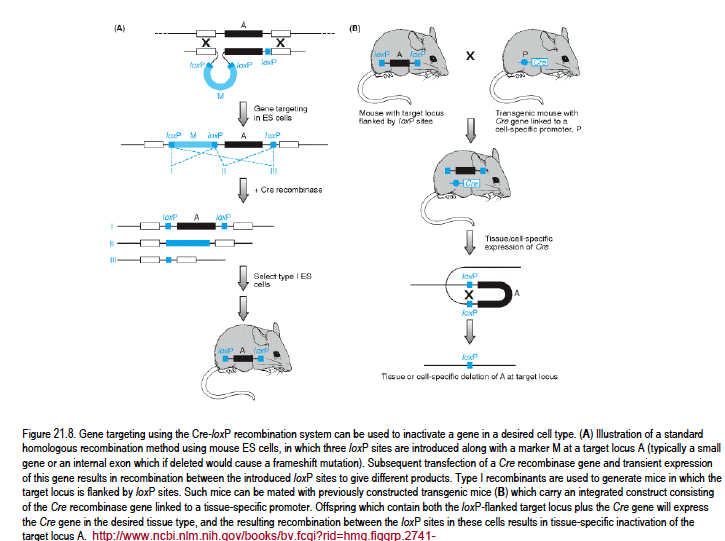 (A)
A
X X
loxP loxP loxP
M
Gene targeting
in ES cells
loxP M loxP A loxP
I II III
+ Cre recombinase
loxP A loxP
I
II
III
Select type I ES
cells
loxP A loxP
(B)
loxP A loxP
X
P
Cre
Mouse with target locus
flanked by loxP sites
Transgenic mouse with
Cre gene linked to a
cell-specific promoter, P
Cre
Tissue/cell-specific
expression of Cre
loxP
X A
loxP
loxP
Tissue or cell-specific deletion of A at target locus
Figure 21.8. Gene targeting using the Cre-loxP recombination system can be used to inactivate a gene in a desired cell type. (A) Illustration of a standard
homologous recombination method using mouse ES cells, in which three loxP sites are introduced along with a marker M at a target locus A (typically a small
gene or an internal exon which if deleted would cause a frameshift mutation). Subsequent transfection of a Cre recombinase gene and transient expression
of this gene results in recombination between the introduced loxP sites to give different products. Type I recombinants are used to generate mice in which the
target locus is flanked by loxP sites. Such mice can be mated with previously constructed transgenic mice (B) which carry an integrated construct consisting
of the Cre recombinase gene linked to a tissue-specific promoter. Offspring which contain both the loxP-flanked target locus plus the Cre gene will express
the Cre gene in the desired tissue type, and the resulting recombination between the loxP sites in these cells results in tissue-specific inactivation of the
target locus A. http://www.ncbi.nlm.nih.gov/books/bv.fcgi?rid=hmg.figgrp.2741-